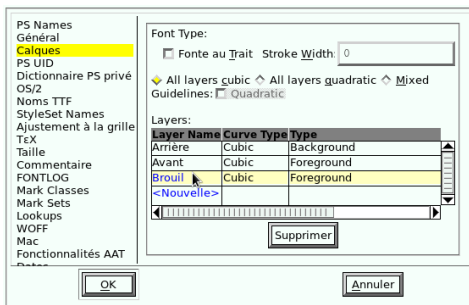 PS Names
Général
Calques
PS UID
Dictionnaire PS privé
OS/2
Noms TTF
StyleSet Names
Ajustement à la grille
TεX
Taille
Commentaire
FONTLOG
Mark Classes
Mark Sets
Lookups
WOFF
Mac
Fonctionnalités AAT
Font Type:
Fonte au Trait Stroke Width: 0
All layers cubic All layers quadratic Mixed
Guidelines: Quadratic
Layers:
Layer Name Curve Type Type
Arrière Cubic Background
Avant Cubic Foreground
Brouil Cubic Foreground
<Nouvelle>
Supprimer
OK Annuler